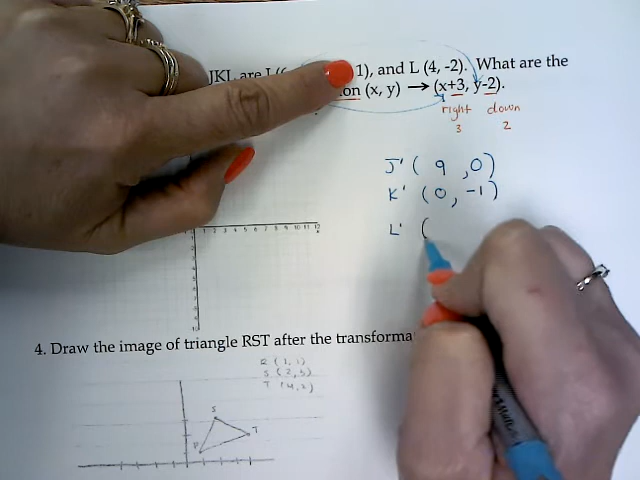 JKL are J(6, 1), and L (4, -2). What are the
on (x, y) → (x+3, y-2).
right down
3 2
J' ( 9 , 0 )
K' ( 0 , -1 )
L' (
1 2 3 4 5 6 7 8 9 10 11 12
4. Draw the image of triangle RST after the transforma
R (1, 1)
S (2, 3)
T (4, 2)
S
T
R